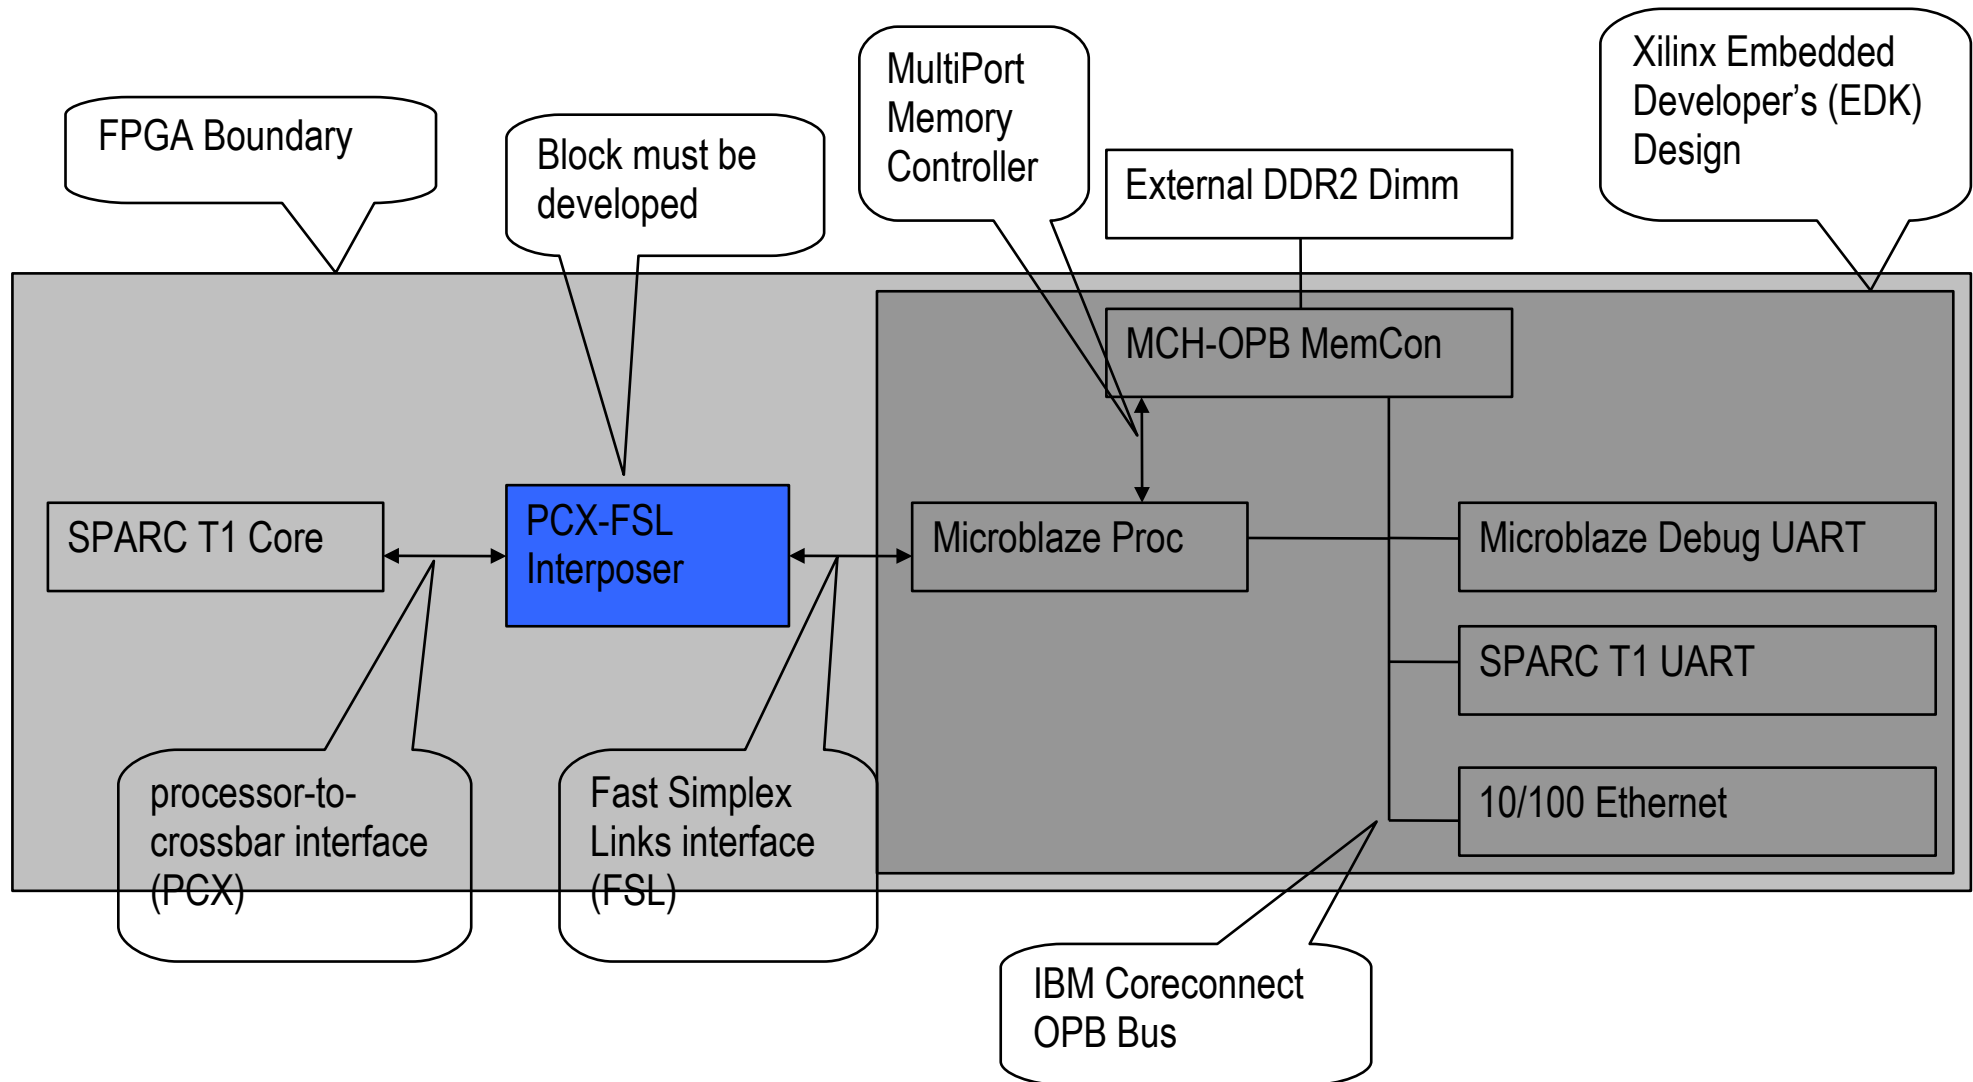 FPGA Boundary
Block must be
developed
MultiPort
Memory
Controller
External DDR2 Dimm
Xilinx Embedded
Developer’s (EDK)
Design
MCH-OPB MemCon
SPARC T1 Core
PCX-FSL
Interposer
Microblaze Proc
Microblaze Debug UART
SPARC T1 UART
10/100 Ethernet
processor-to-
crossbar interface
(PCX)
Fast Simplex
Links interface
(FSL)
IBM Coreconnect
OPB Bus